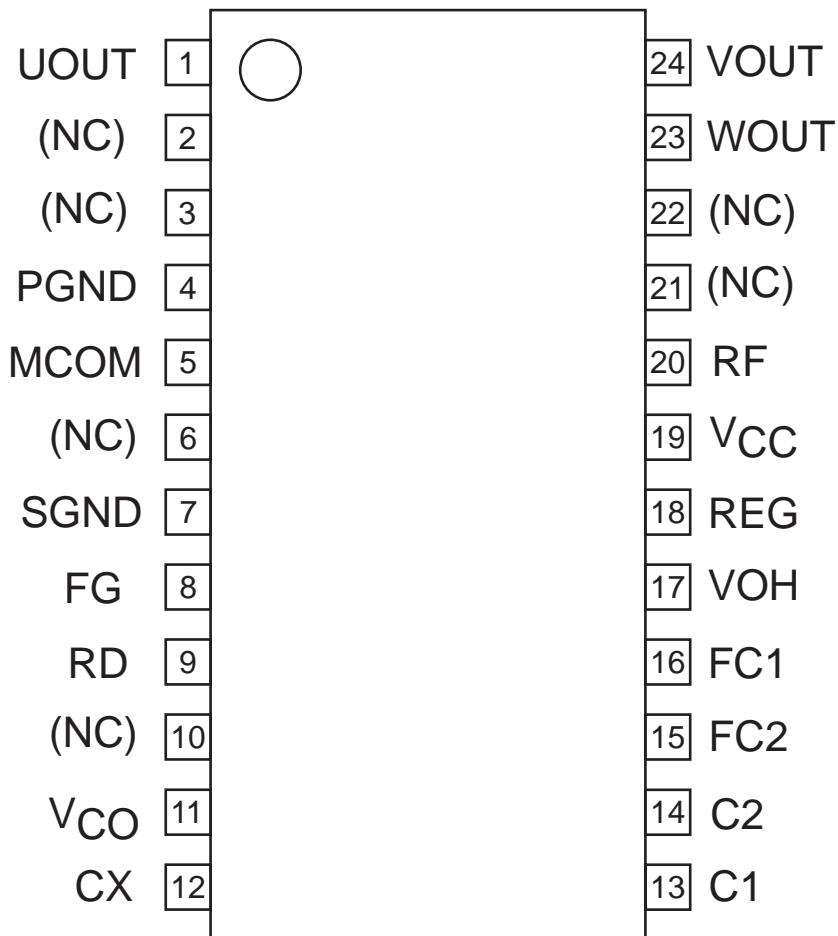 UOUT 1 24 VOUT
(NC) 2 23 WOUT
(NC) 3 22 (NC)
PGND 4 21 (NC)
MCOM 5 20 RF
(NC) 6 19 VCC
SGND 7 18 REG
FG 8 17 VOH
RD 9 16 FC1
(NC) 10 15 FC2
VCO 11 14 C2
CX 12 13 C1